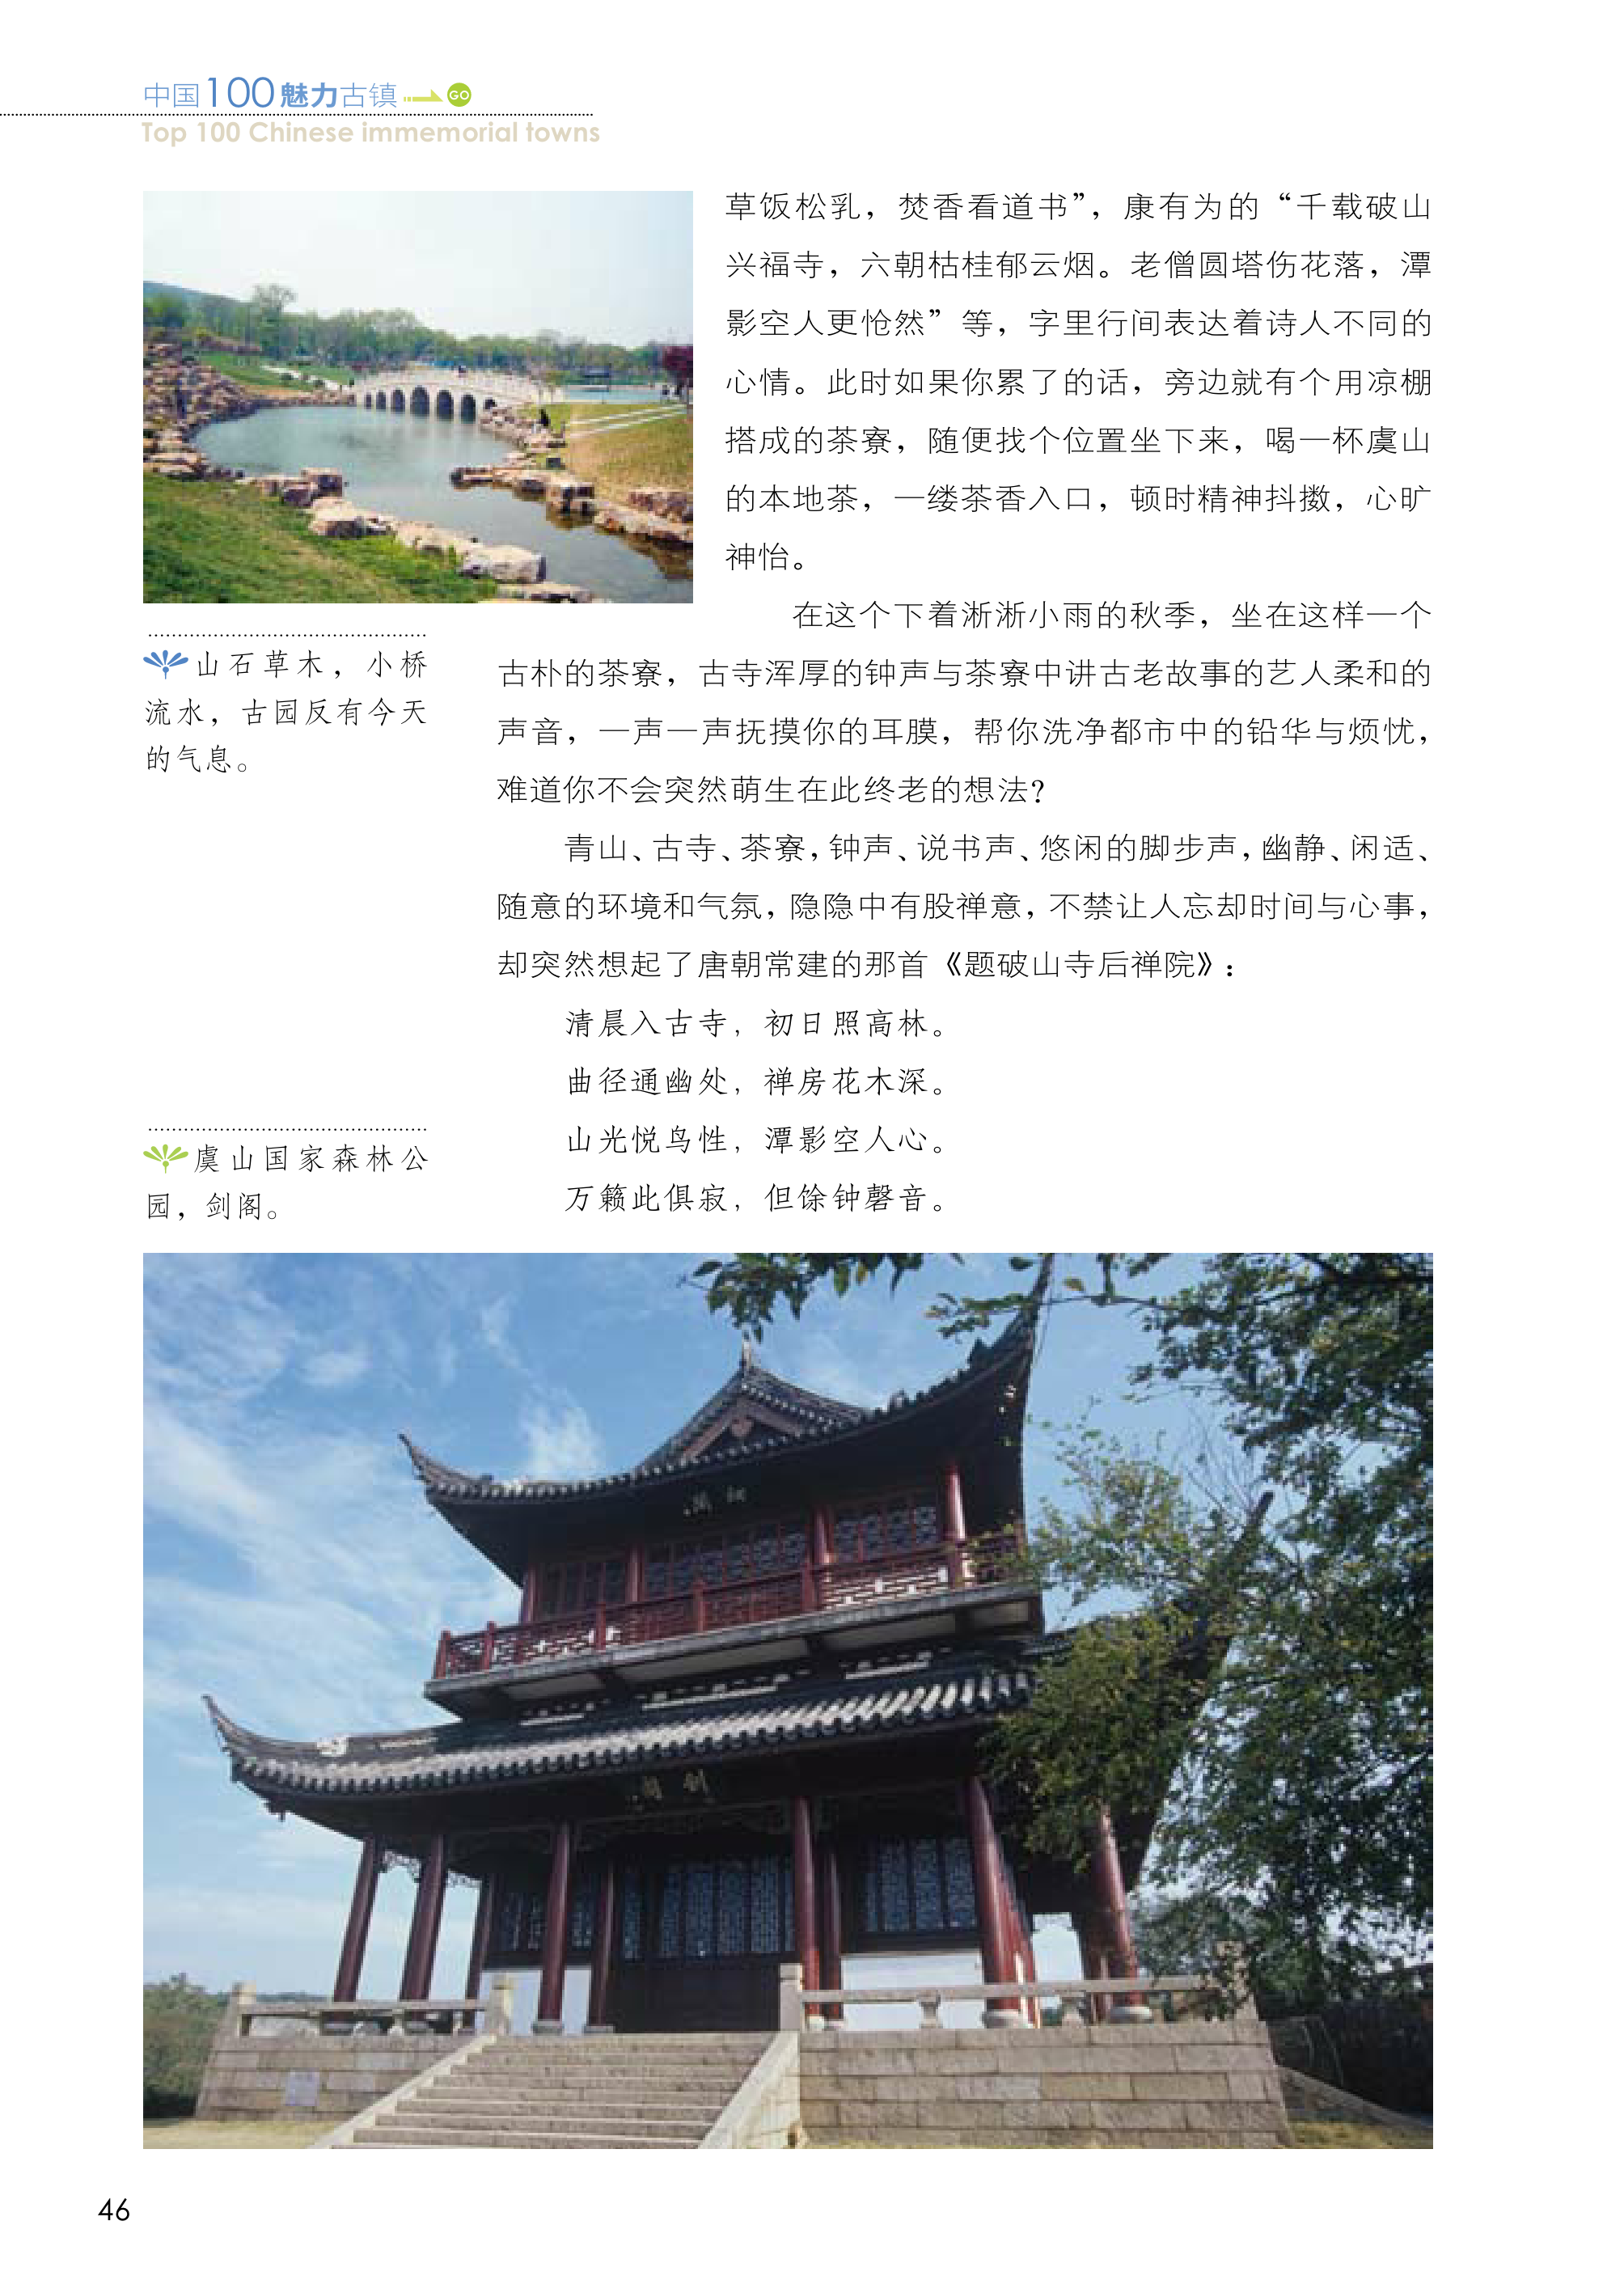 中国100魅力古镇 GO
Top 100 Chinese immemorial towns
草饭松乳，焚香看道书”，康有为的“千载破山
兴福寺，六朝枯桂郁云烟。老僧圆塔伤花落，潭
影空人更怆然”等，字里行间表达着诗人不同的
心情。此时如果你累了的话，旁边就有个用凉棚
搭成的茶寮，随便找个位置坐下来，喝一杯虞山
的本地茶，一缕茶香入口，顿时精神抖擞，心旷
神怡。
在这个下着淅淅小雨的秋季，坐在这样一个
古朴的茶寮，古寺浑厚的钟声与茶寮中讲古老故事的艺人柔和的
声音，一声一声抚摸你的耳膜，帮你洗净都市中的铅华与烦忧，
难道你不会突然萌生在此终老的想法？
青山、古寺、茶寮，钟声、说书声、悠闲的脚步声，幽静、闲适、
随意的环境和气氛，隐隐中有股禅意，不禁让人忘却时间与心事，
却突然想起了唐朝常建的那首《题破山寺后禅院》：
清晨入古寺，初日照高林。
曲径通幽处，禅房花木深。
山光悦鸟性，潭影空人心。
万籁此俱寂，但馀钟磬音。
山石草木，小桥
流水，古园反有今天
的气息。
虞山国家森林公
园，剑阁。
剑阁
46